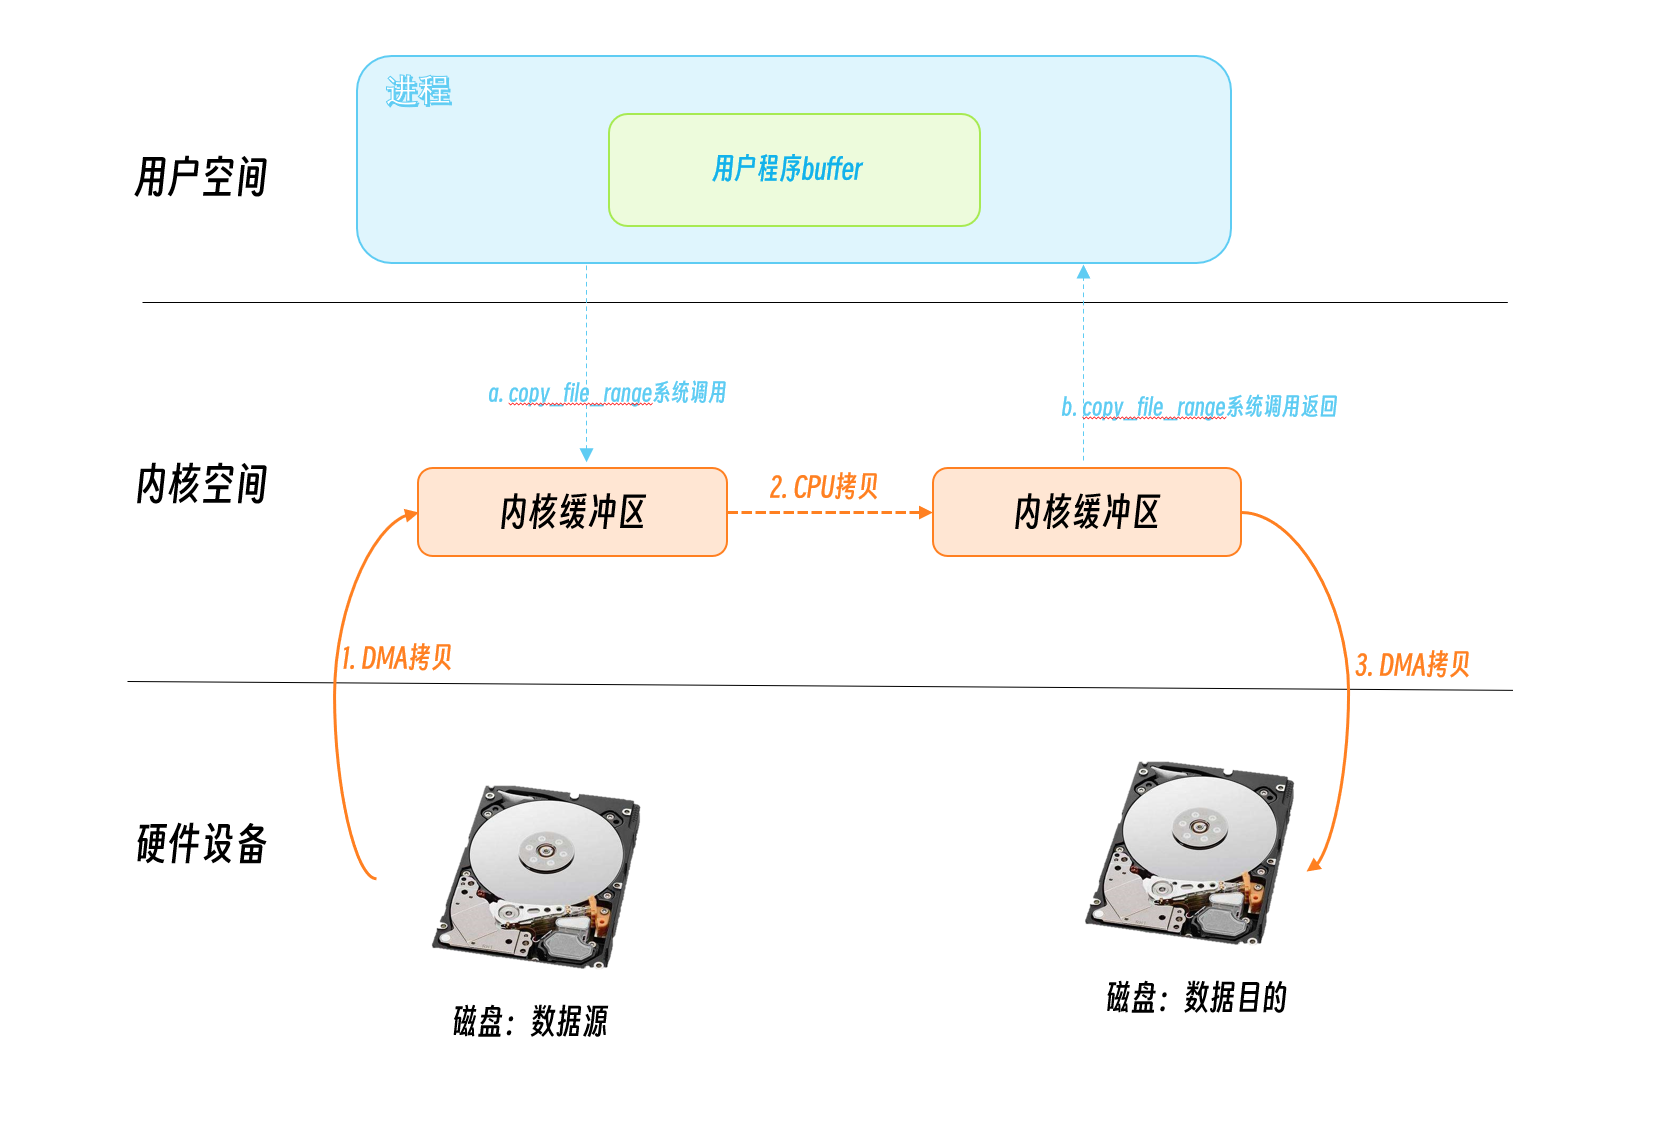 进程
用户程序buffer
用户空间
a. copy_file_range系统调用
b. copy_file_range系统调用返回
内核空间
内核缓冲区
2. CPU拷贝
内核缓冲区
1. DMA拷贝
3. DMA拷贝
硬件设备
磁盘：数据源
磁盘：数据目的